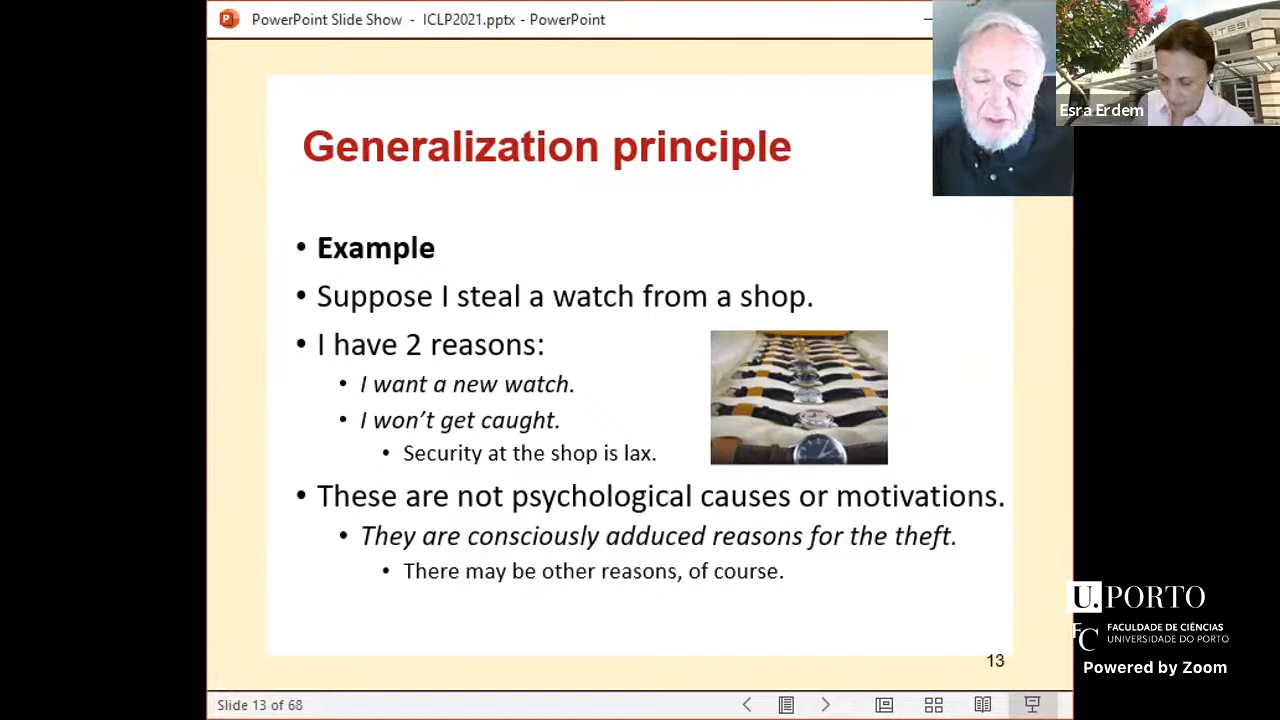 PowerPoint Slide Show - ICLP2021.pptx - PowerPoint
Esra Erdem
Generalization principle
• Example
• Suppose I steal a watch from a shop.
• I have 2 reasons:
• I want a new watch.
• I won't get caught.
• Security at the shop is lax.
• These are not psychological causes or motivations.
• They are consciously adduced reasons for the theft.
• There may be other reasons, of course.
13
U.PORTO
FC FACULDADE DE CIÊNCIAS
UNIVERSIDADE DO PORTO
Powered by Zoom
Slide 13 of 68